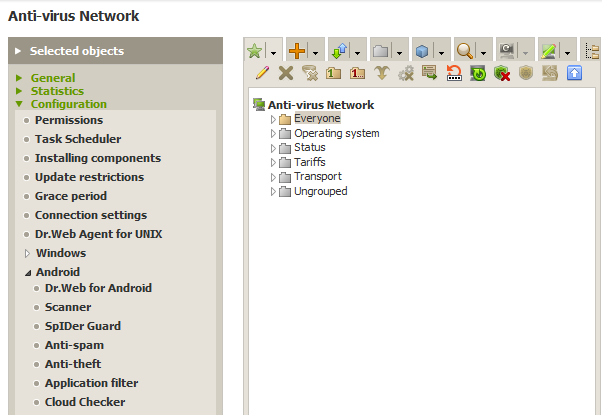 Anti-virus Network
Selected objects
General
Statistics
Configuration
Permissions
Task Scheduler
Installing components
Update restrictions
Grace period
Connection settings
Dr.Web Agent for UNIX
Windows
Android
Dr.Web for Android
Scanner
SpIDer Guard
Anti-spam
Anti-theft
Application filter
Cloud Checker
Anti-virus Network
Everyone
Operating system
Status
Tariffs
Transport
Ungrouped